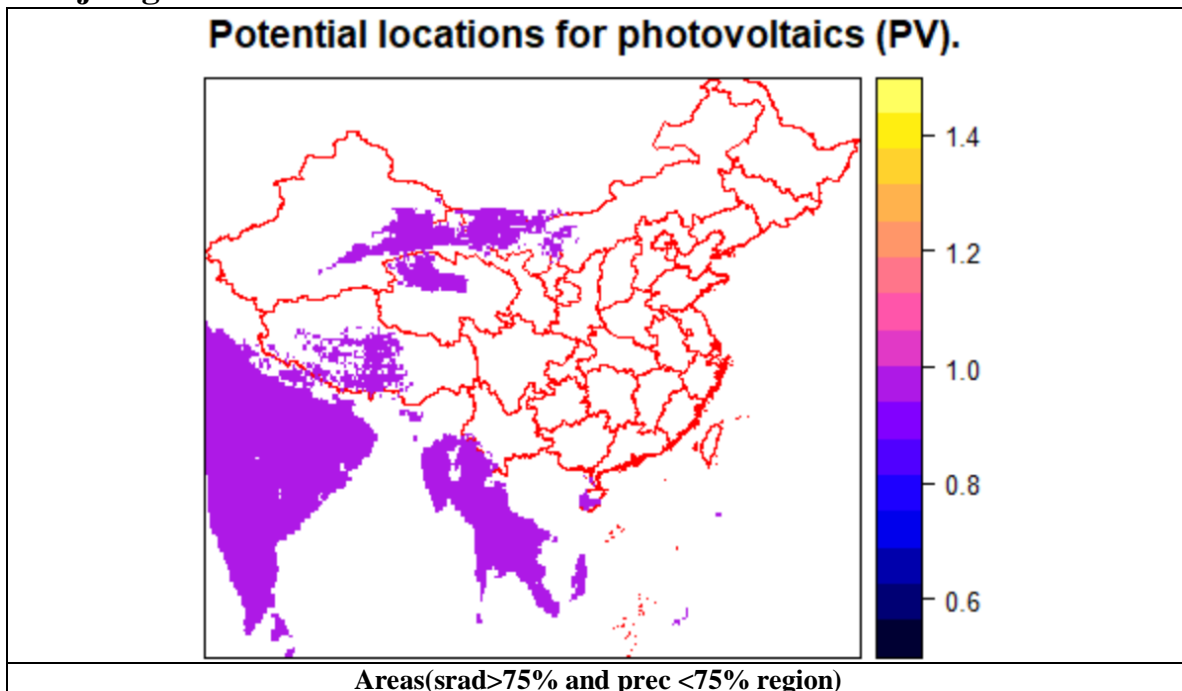 Potential locations for photovoltaics (PV).
1.4
1.2
1.0
0.8
0.6
Areas(srad>75% and prec <75% region)